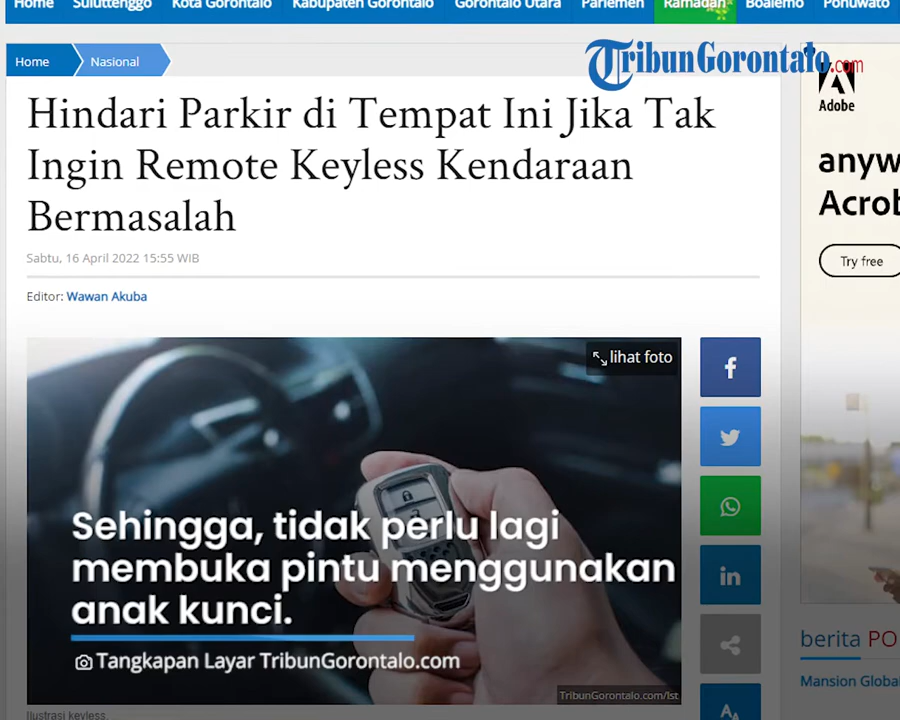 Home Suluttenggo Kota Gorontalo Kabupaten Gorontalo Gorontalo Utara Parlemen Ramadan Boalemo Pohuwato
TribunGorontalo.com
Home Nasional
Hindari Parkir di Tempat Ini Jika Tak
Ingin Remote Keyless Kendaraan
Bermasalah
Sabtu, 16 April 2022 15:55 WIB
Editor: Wawan Akuba
lihat foto
Sehingga, tidak perlu lagi
membuka pintu menggunakan
anak kunci.
Tangkapan Layar TribunGorontalo.com
TribunGorontalo.com/Ist
Ilustrasi keyless.
Adobe
anyw
Acrob
Try free
berita PO
Mansion Globa